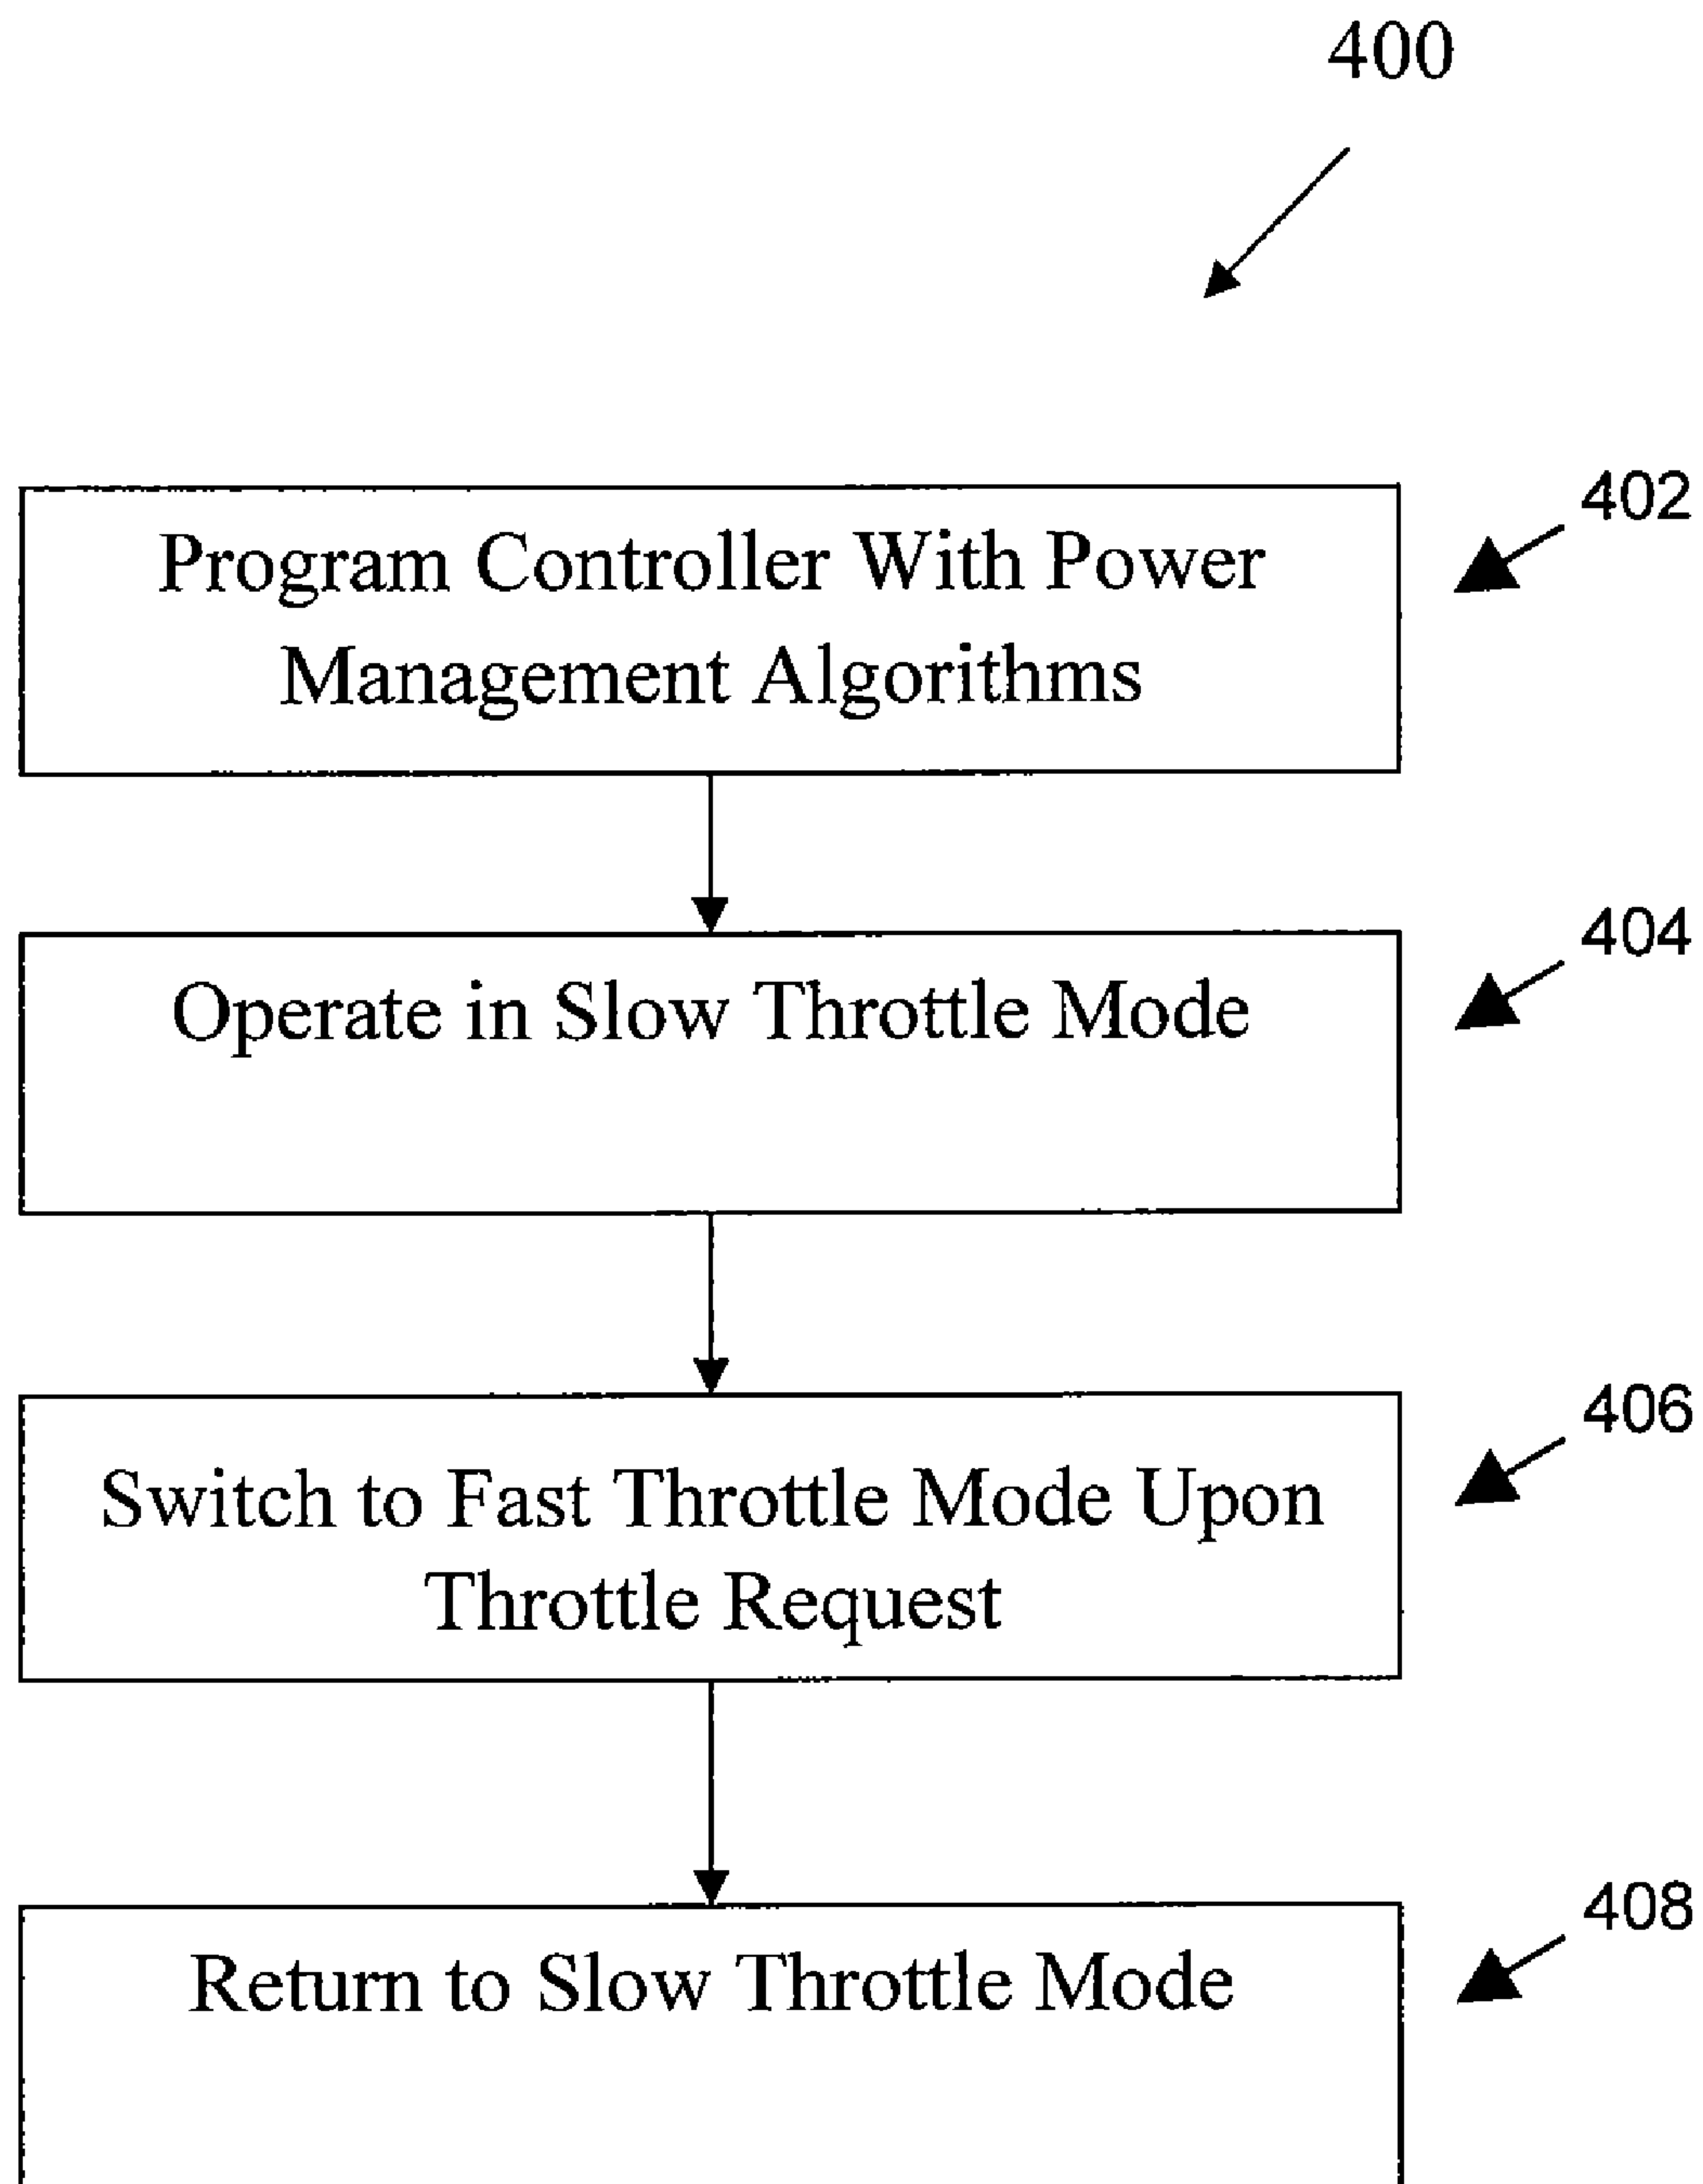 400
402
Program Controller With Power
Management Algorithms
404
Operate in Slow Throttle Mode
406
Switch to Fast Throttle Mode Upon
Throttle Request
408
Return to Slow Throttle Mode